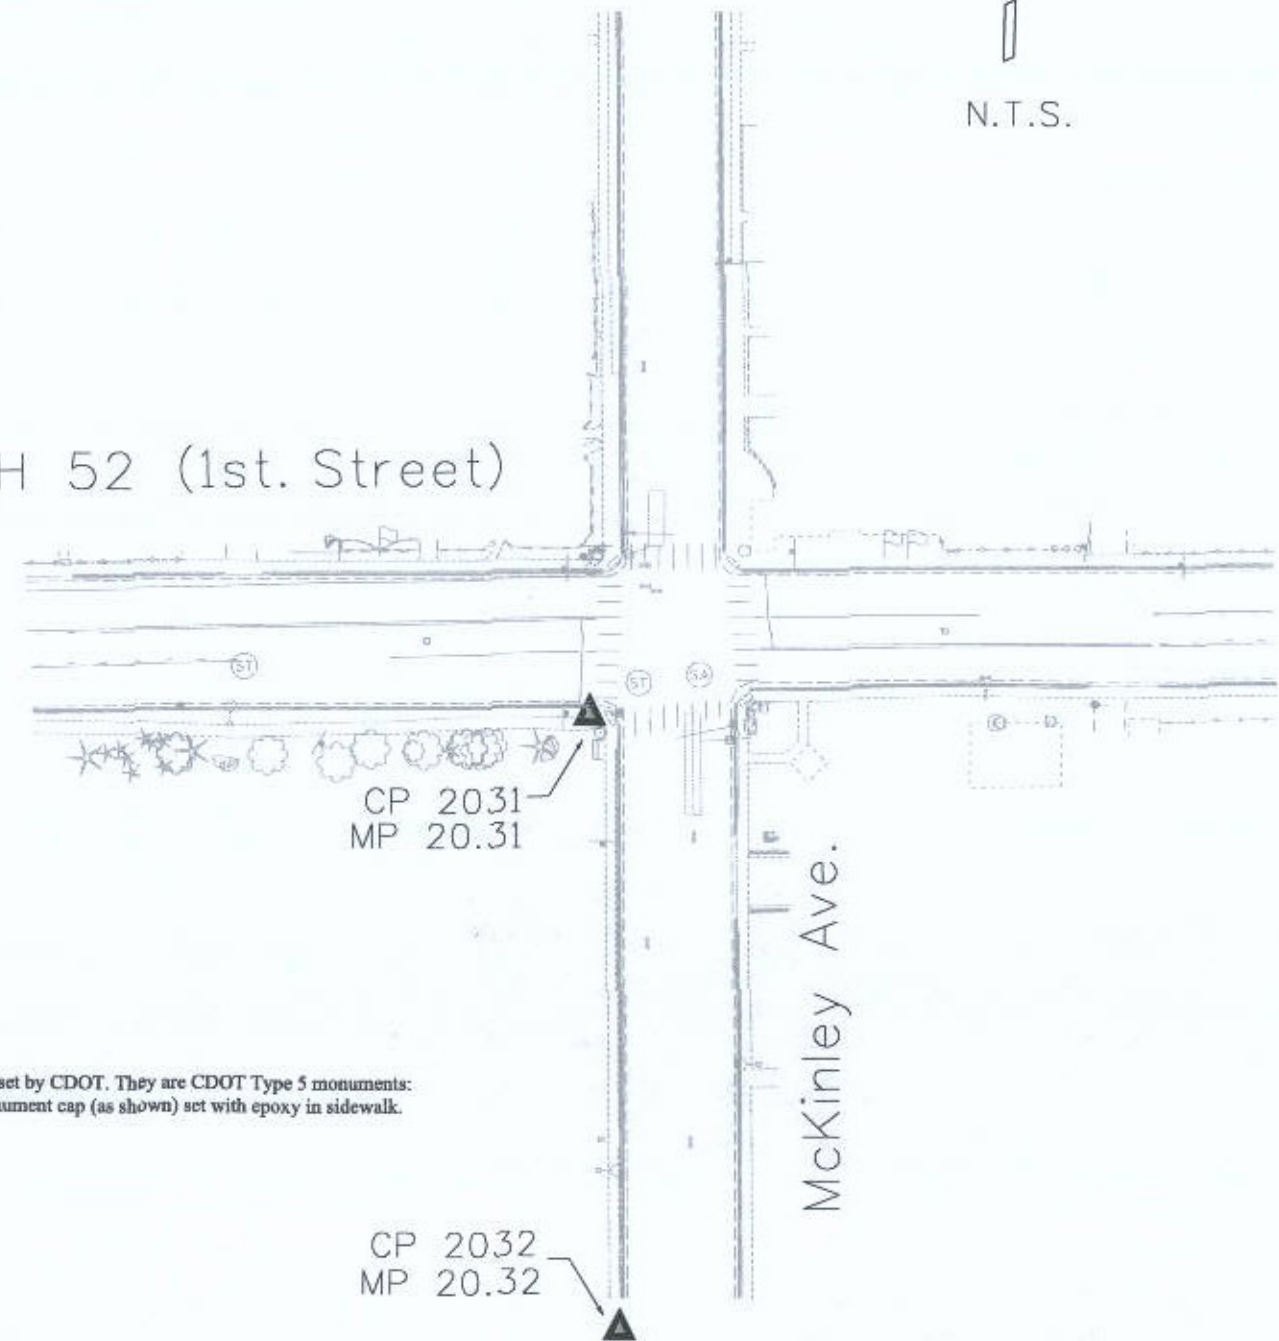 N.T.S.
H 52 (1st. Street)
ST
ST
SA
CP 2031
MP 20.31
McKinley Ave.
set by CDOT. They are CDOT Type 5 monuments:
ument cap (as shown) set with epoxy in sidewalk.
CP 2032
MP 20.32